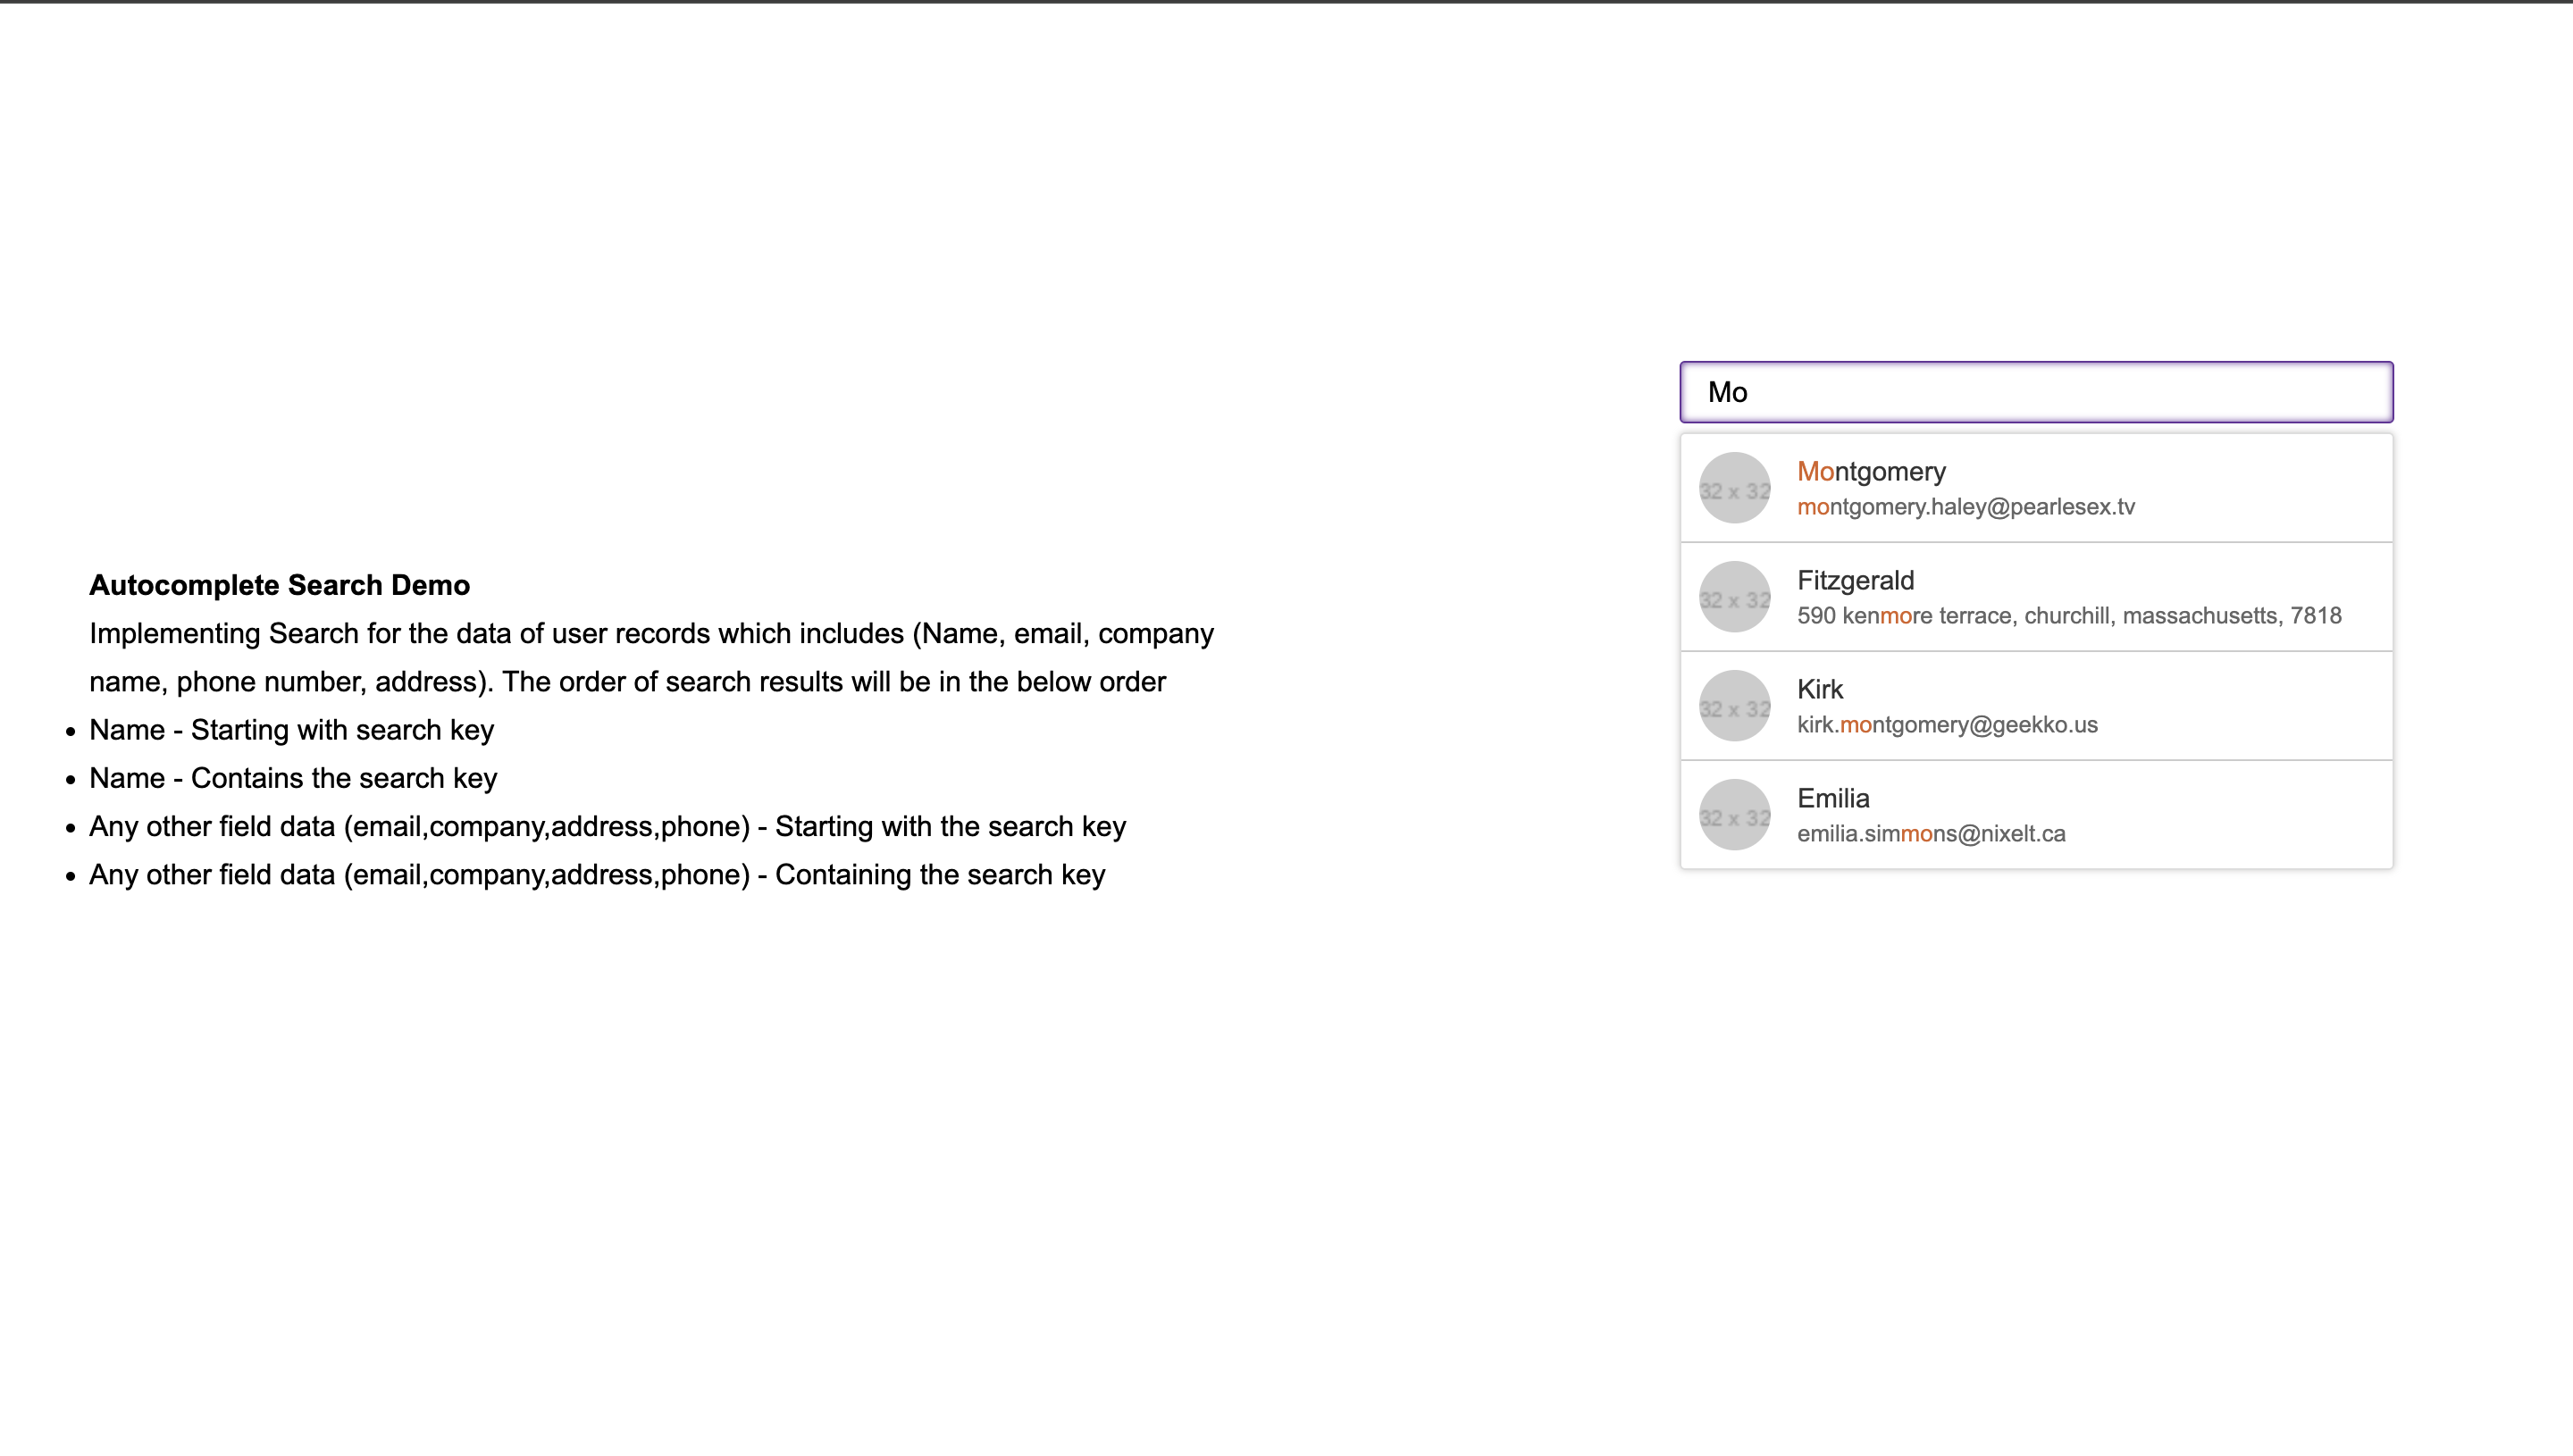 Autocomplete Search Demo
Implementing Search for the data of user records which includes (Name, email, company
name, phone number, address). The order of search results will be in the below order
• Name - Starting with search key
• Name - Contains the search key
• Any other field data (email,company,address,phone) - Starting with the search key
• Any other field data (email,company,address,phone) - Containing the search key
Mo
32 x 32
Montgomery
montgomery.haley@pearlesex.tv
32 x 32
Fitzgerald
590 kenmore terrace, churchill, massachusetts, 7818
32 x 32
Kirk
kirk.montgomery@geekko.us
32 x 32
Emilia
emilia.simmons@nixelt.ca